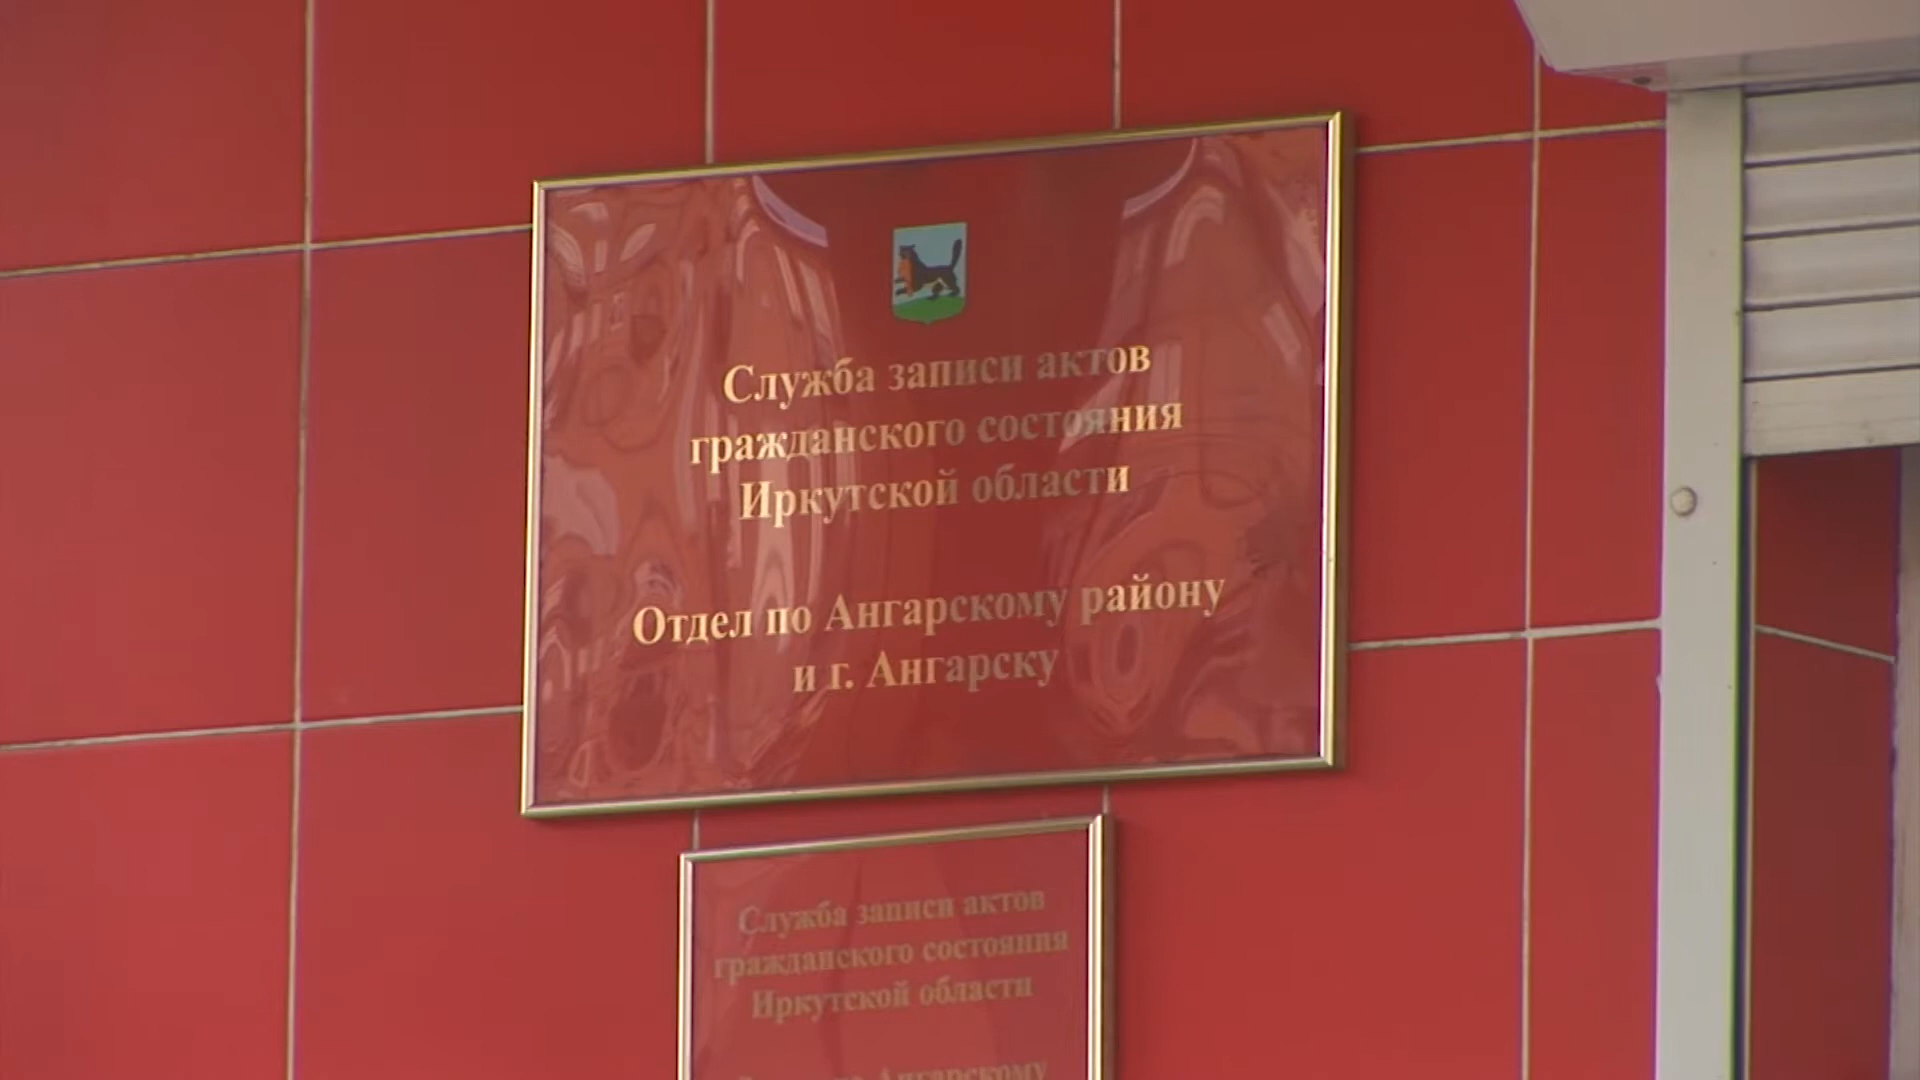 Служба записи актов
гражданского состояния
Иркутской области
Отдел по Ангарскому району
и г. Ангарску
Служба записи актов
гражданского состояния
Иркутской области
Ангарскому